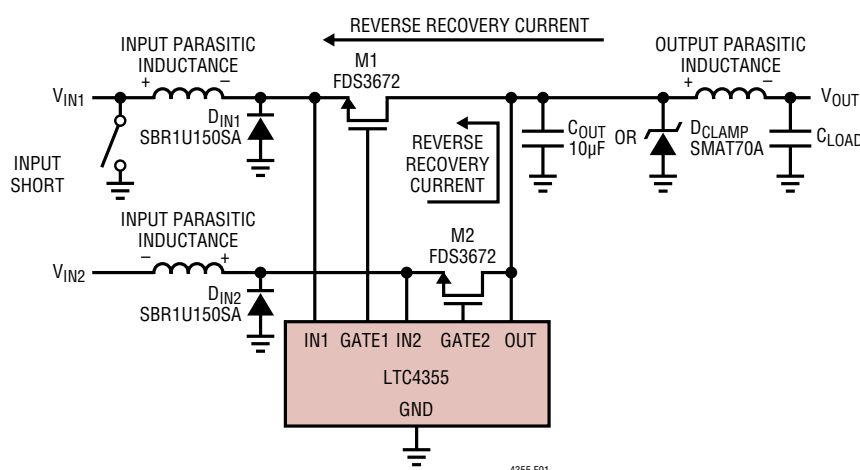 REVERSE RECOVERY CURRENT
INPUT PARASITIC
INDUCTANCE
M1
FDS3672
OUTPUT PARASITIC
INDUCTANCE
+ –
+ –
VIN1
VOUT
DIN1
SBR1U150SA
INPUT
SHORT
REVERSE
RECOVERY
CURRENT
COUT
10µF
OR
DCLAMP
SMAT70A
CLOAD
INPUT PARASITIC
INDUCTANCE
– +
M2
FDS3672
VIN2
DIN2
SBR1U150SA
IN1 GATE1 IN2 GATE2 OUT
LTC4355
GND
4355 F01